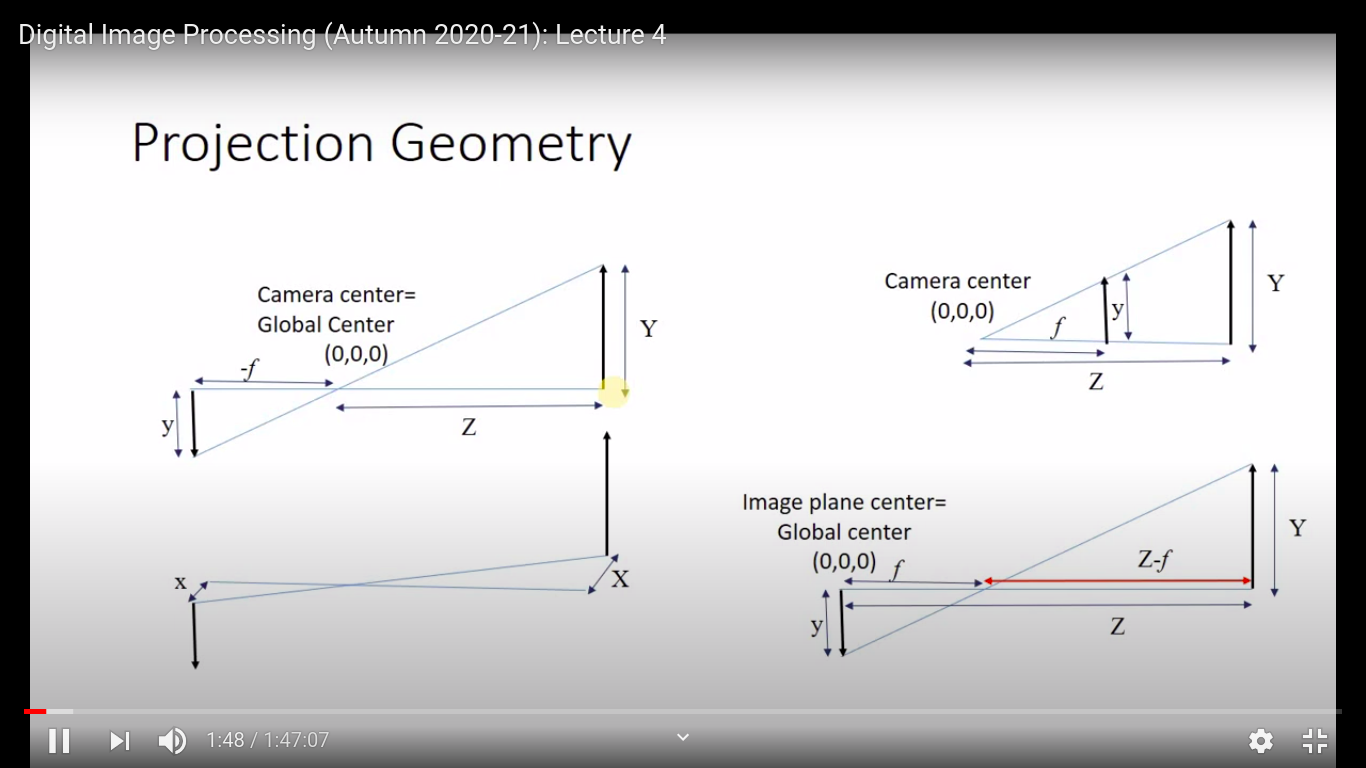 Digital Image Processing (Autumn 2020-21): Lecture 4
Projection Geometry
Camera center=
Global Center
(0,0,0)
-f
y
Z
Y
x
X
Camera center
(0,0,0)
f
y
Y
Z
Image plane center=
Global center
(0,0,0)
f
Z-f
Y
y
Z
1:48 / 1:47:07